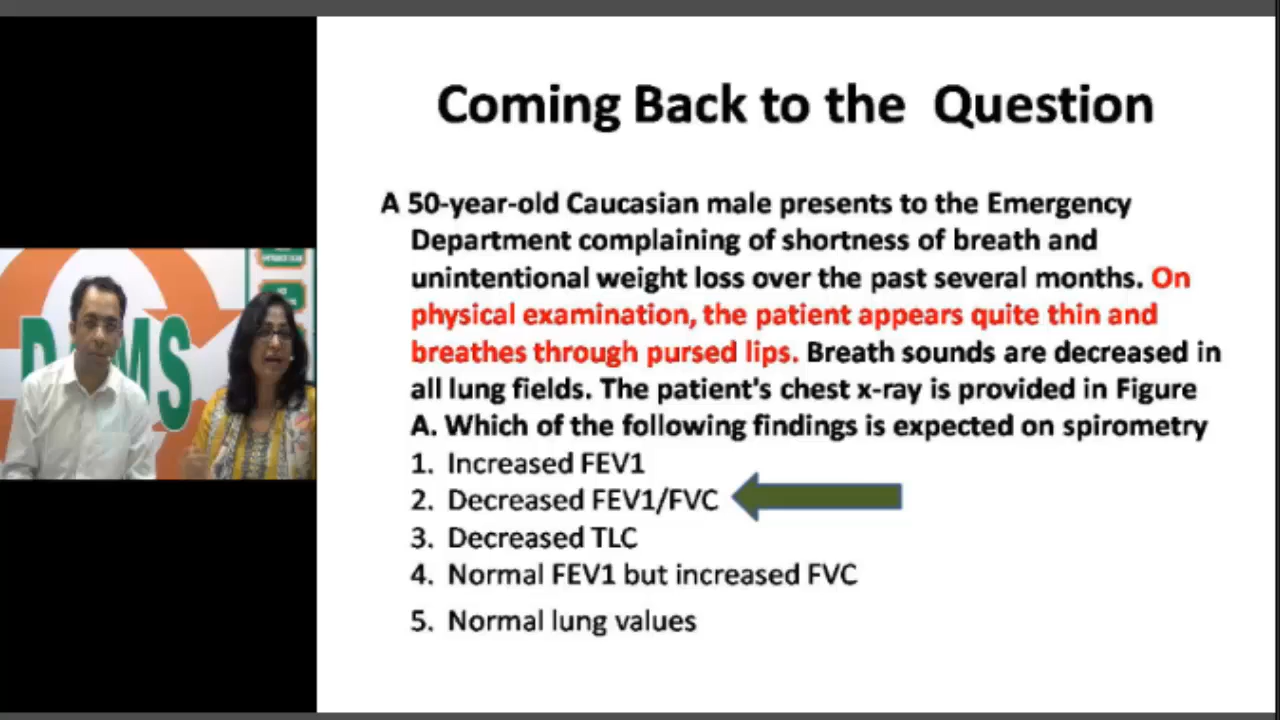 Coming Back to the Question
A 50-year-old Caucasian male presents to the Emergency
Department complaining of shortness of breath and
unintentional weight loss over the past several months. On
physical examination, the patient appears quite thin and
breathes through pursed lips. Breath sounds are decreased in
all lung fields. The patient's chest x-ray is provided in Figure
A. Which of the following findings is expected on spirometry
1. Increased FEV1
2. Decreased FEV1/FVC
3. Decreased TLC
4. Normal FEV1 but increased FVC
5. Normal lung values